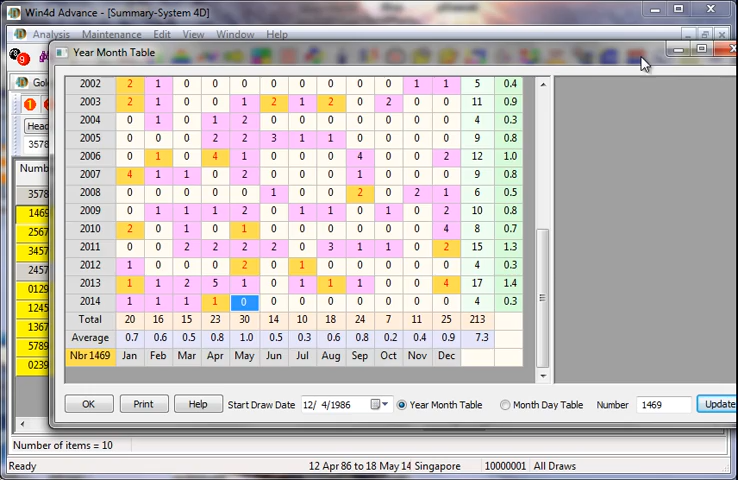 Win4d Advance - [Summary-System 4D]
Analysis Maintenance Edit View Window Help
Year Month Table
Gol
1
Head
3578
Numb
3578
1469
2567
3457
2457
0129
1245
1367
5789
0239
2002 2 1 0 0 0 0 0 0 0 0 1 1 5 0.4
2003 2 1 0 0 1 2 1 2 0 2 0 0 11 0.9
2004 0 1 0 1 2 0 0 0 0 0 0 0 4 0.3
2005 0 0 0 2 2 3 1 1 0 0 0 0 9 0.8
2006 0 1 0 4 1 0 0 0 4 0 0 2 12 1.0
2007 4 1 1 0 2 0 0 0 1 0 0 0 9 0.8
2008 0 0 0 0 0 1 0 0 2 0 2 1 6 0.5
2009 0 1 1 1 2 0 1 1 0 1 0 2 10 0.8
2010 2 0 1 0 1 0 0 0 0 0 0 4 8 0.7
2011 0 0 2 2 2 2 0 3 1 1 0 2 15 1.3
2012 1 0 0 0 2 0 1 0 0 0 0 0 4 0.3
2013 1 1 2 5 1 0 1 1 1 0 0 4 17 1.4
2014 1 1 1 1 0 0 0 0 0 0 0 0 4 0.3
Total 20 16 15 23 30 14 10 18 24 7 11 25 213
Average 0.7 0.6 0.5 0.8 1.0 0.5 0.3 0.6 0.8 0.2 0.4 0.9 7.3
Nbr 1469 Jan Feb Mar Apr May Jun Jul Aug Sep Oct Nov Dec
OK Print Help Start Draw Date 12/ 4/1986 Year Month Table Month Day Table Number 1469 Update
Number of items = 10
Ready 12 Apr 86 to 18 May 14 Singapore 10000001 All Draws